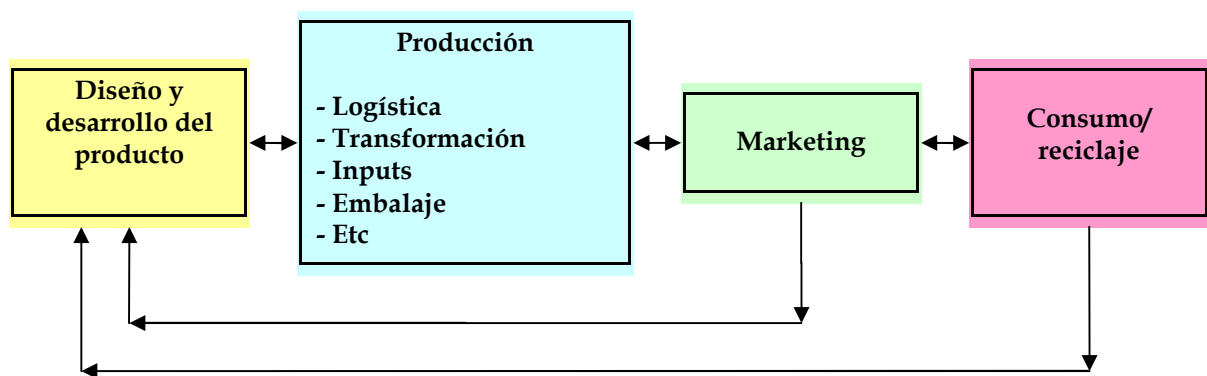 Diseño y
desarrollo del
producto
Producción
- Logística
- Transformación
- Inputs
- Embalaje
- Etc
Marketing
Consumo/
reciclaje